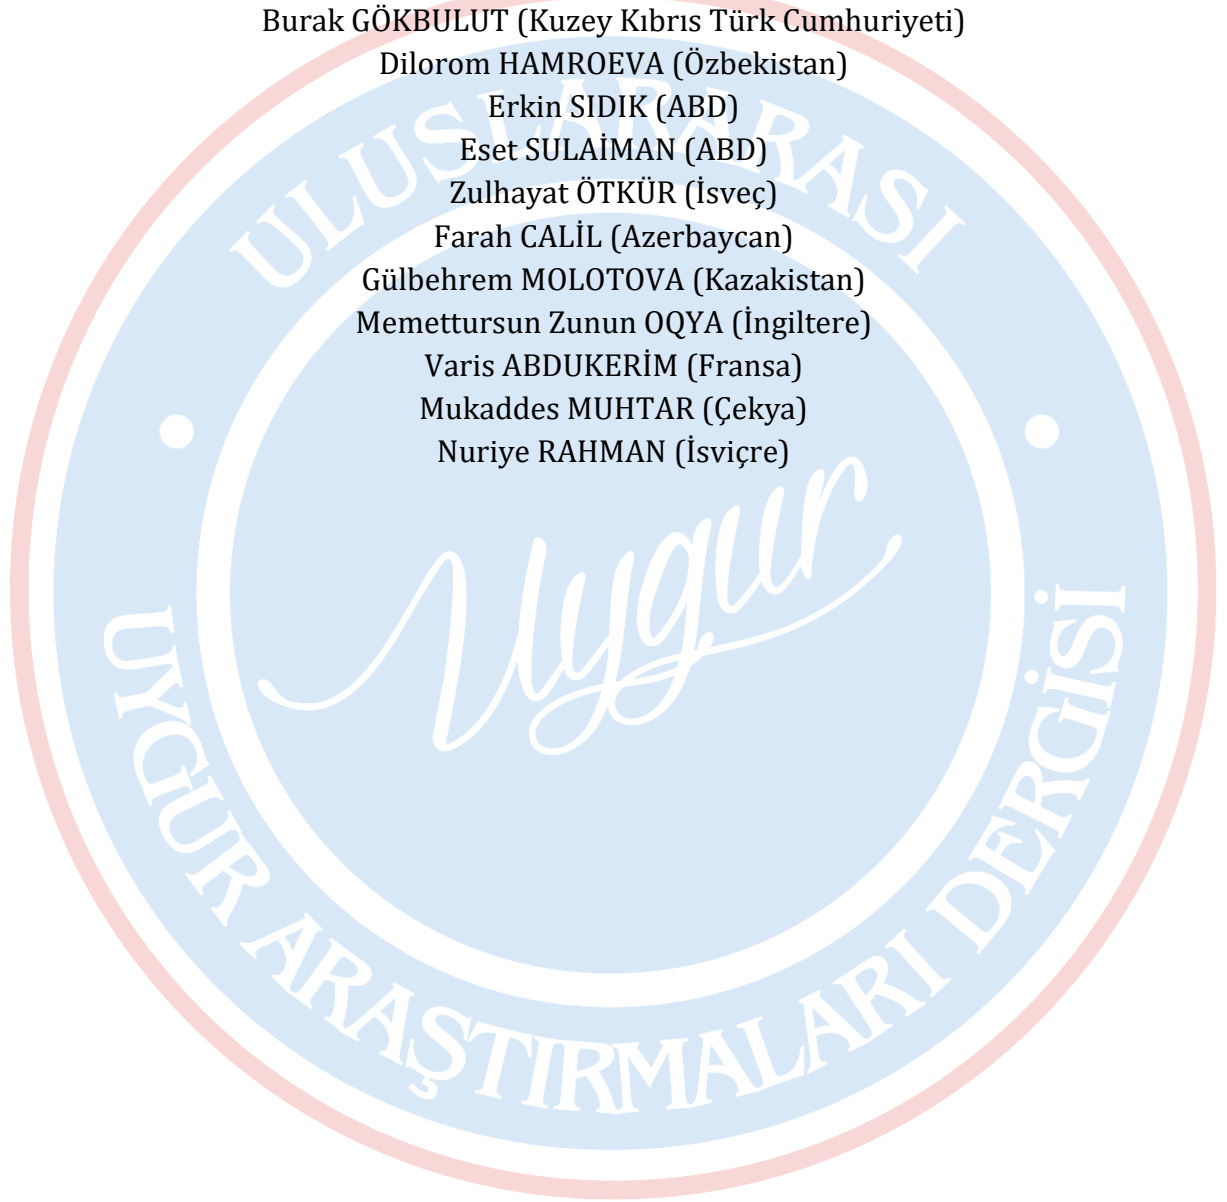 Burak GÖKBULUT (Kuzey Kıbrıs Türk Cumhuriyeti)
Dilorom HAMROEVA (Özbekistan)
Erkin SIDIK (ABD)
Eset SULAİMAN (ABD)
Zulhayat ÖTKÜR (İsveç)
Farah CALİL (Azerbaycan)
Gülbehrem MOLOTOVA (Kazakistan)
Memettursun Zunun OQYA (İngiltere)
Varis ABDUKERİM (Fransa)
Mukaddes MUHTAR (Çekya)
Nuriye RAHMAN (İsviçre)
ULUSLARARASI
Uygur
UYGUR ARAŞTIRMALARI DERGİSİ